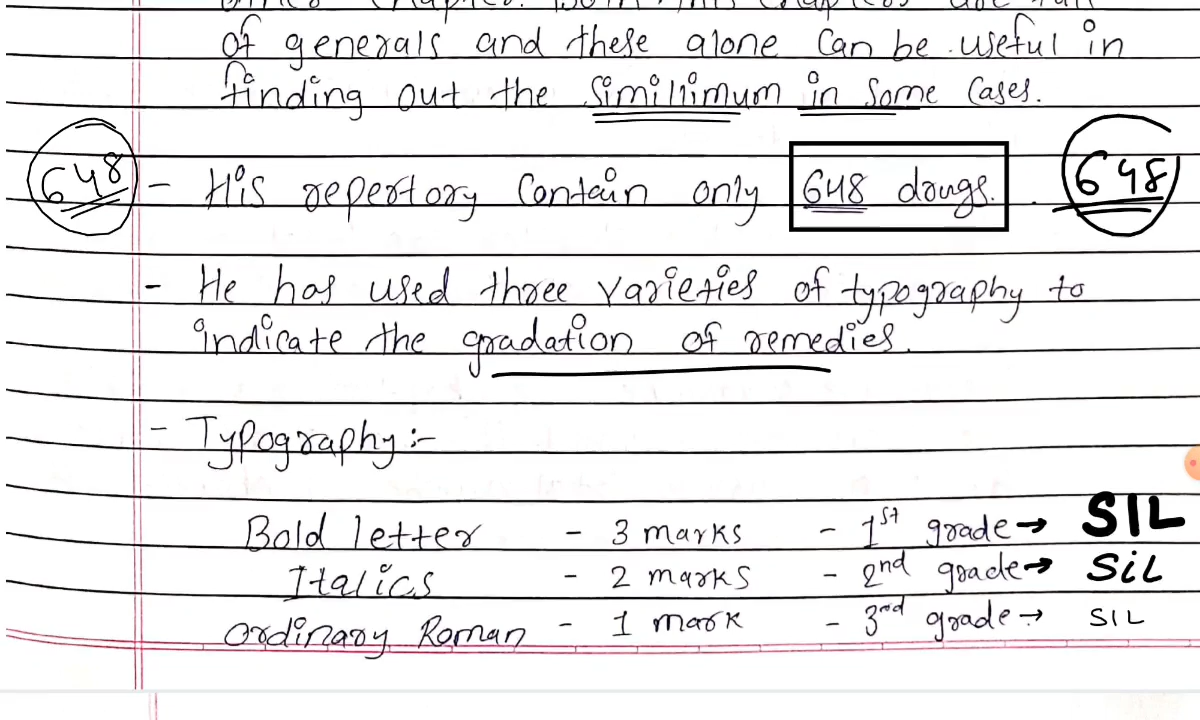 of generals and these alone can be useful in
finding out the Similimum in some cases.
648 - His repertory contain only 648 drugs. 648
- He has used three varieties of typography to
indicate the gradation of remedies.
- Typography :-
Bold letter - 3 marks - 1st grade → SIL
Italics - 2 marks - 2nd grade → SiL
Ordinary Roman - 1 mark - 3rd grade → SIL